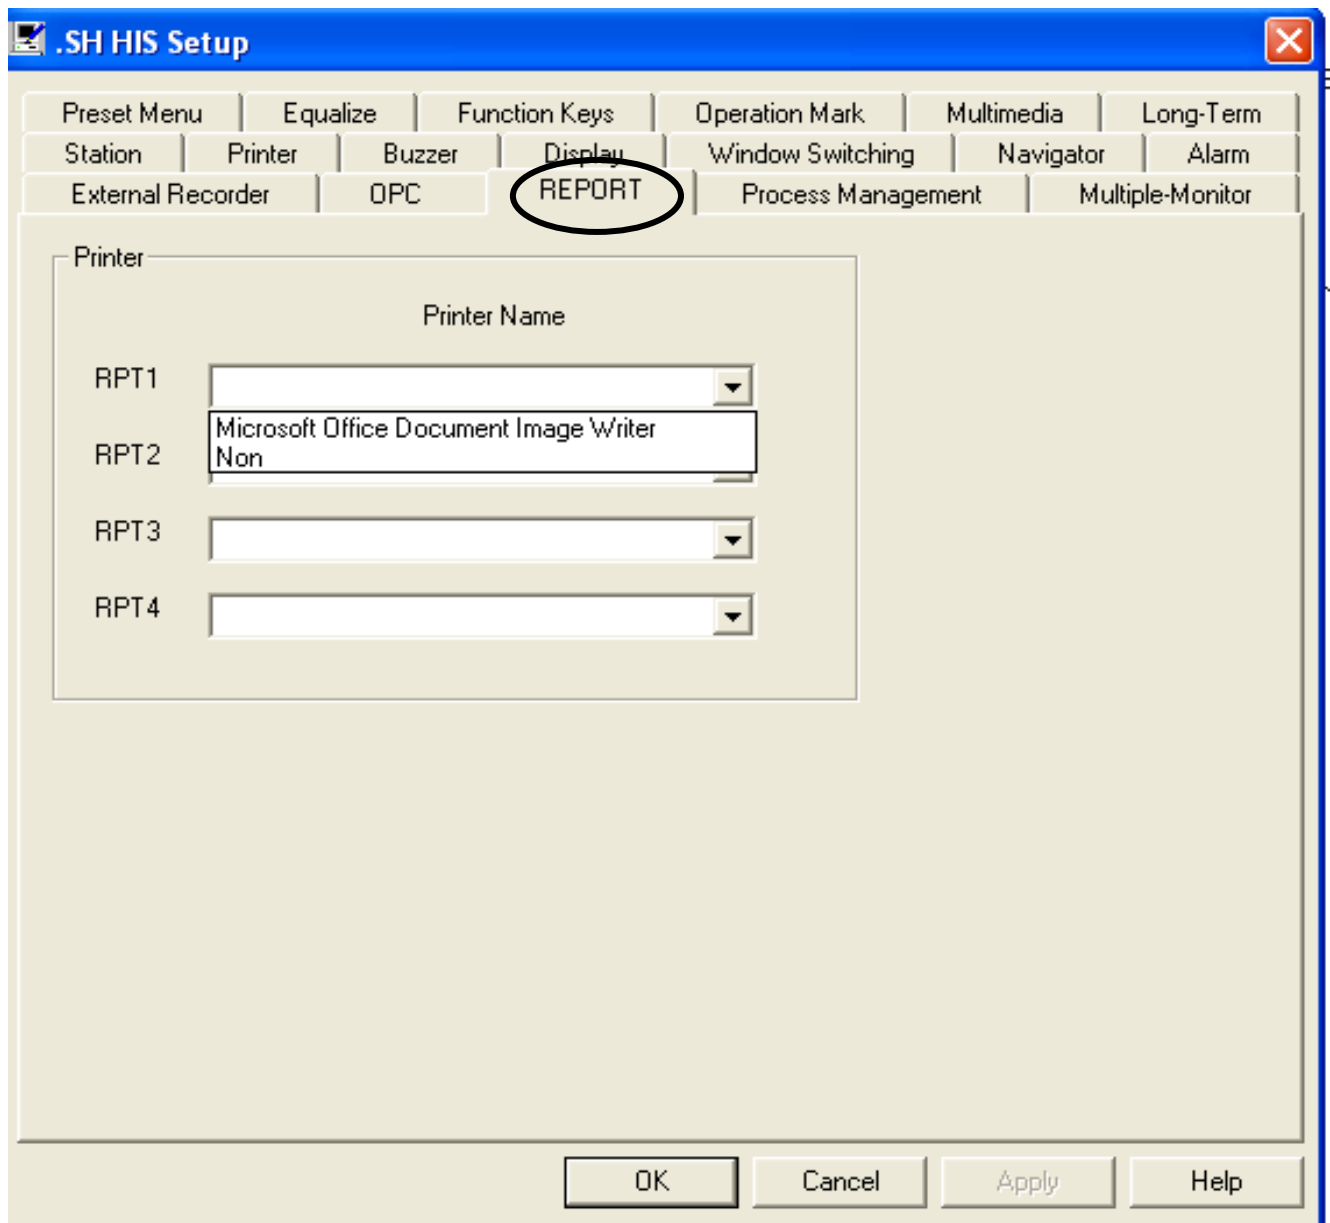 .SH HIS Setup
Preset Menu Equalize Function Keys Operation Mark Multimedia Long-Term
Station Printer Buzzer Display Window Switching Navigator Alarm
External Recorder OPC REPORT Process Management Multiple-Monitor
Printer
Printer Name
RPT1
Microsoft Office Document Image Writer
RPT2
Non
RPT3
RPT4
OK Cancel Apply Help